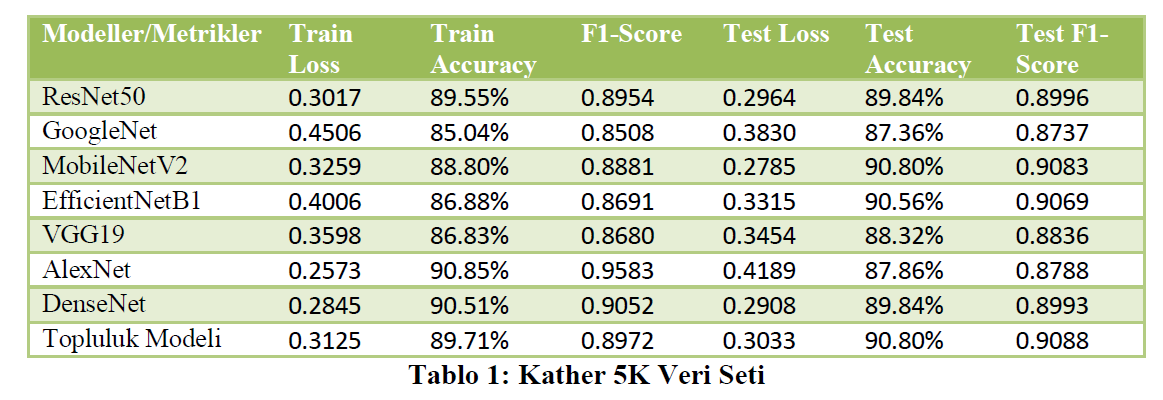 Modeller/Metrikler Train Loss Train Accuracy F1-Score Test Loss Test Accuracy Test F1-Score
ResNet50 0.3017 89.55% 0.8954 0.2964 89.84% 0.8996
GoogleNet 0.4506 85.04% 0.8508 0.3830 87.36% 0.8737
MobileNetV2 0.3259 88.80% 0.8881 0.2785 90.80% 0.9083
EfficientNetB1 0.4006 86.88% 0.8691 0.3315 90.56% 0.9069
VGG19 0.3598 86.83% 0.8680 0.3454 88.32% 0.8836
AlexNet 0.2573 90.85% 0.9583 0.4189 87.86% 0.8788
DenseNet 0.2845 90.51% 0.9052 0.2908 89.84% 0.8993
Topluluk Modeli 0.3125 89.71% 0.8972 0.3033 90.80% 0.9088
Tablo 1: Kather 5K Veri Seti